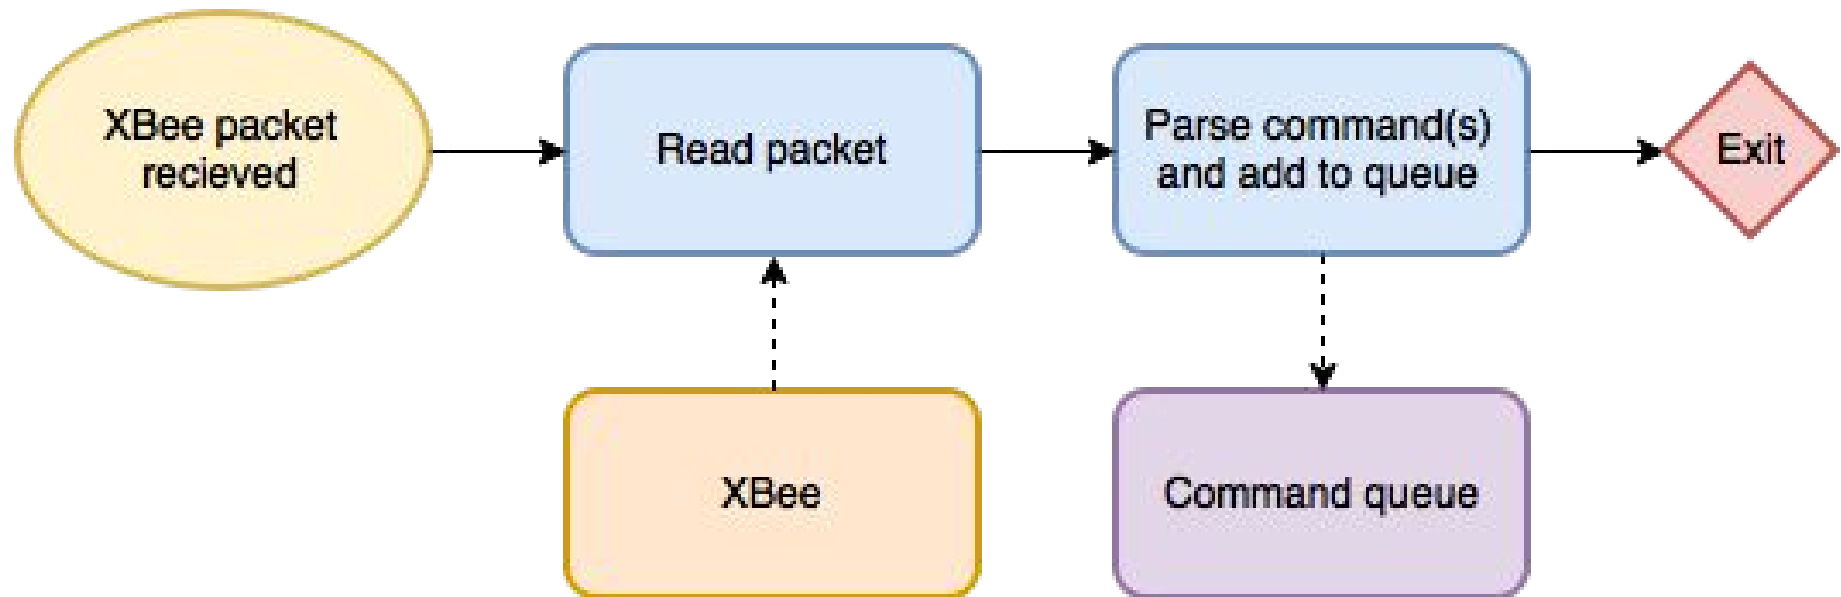 XBee packet
recieved
Read packet
Parse command(s)
and add to queue
Exit
XBee
Command queue